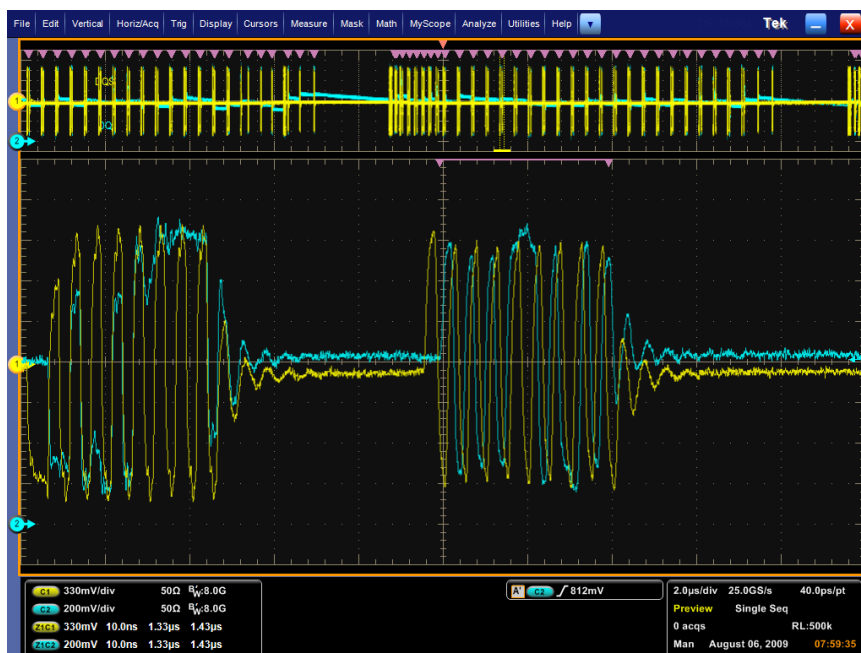 File Edit Vertical Horiz/Acq Trig Display Cursors Measure Mask Math MyScope Analyze Utilities Help Tek X
DQS
1
DQ
2
1
2
C1 330mV/div 50Ω BW:8.0G
C2 200mV/div 50Ω BW:8.0G
Z1C1 330mV 10.0ns 1.33µs 1.43µs
Z1C2 200mV 10.0ns 1.33µs 1.43µs
A' C2 812mV
2.0µs/div 25.0GS/s 40.0ps/pt
Preview Single Seq
0 acqs RL:500k
Man August 06, 2009 07:59:35